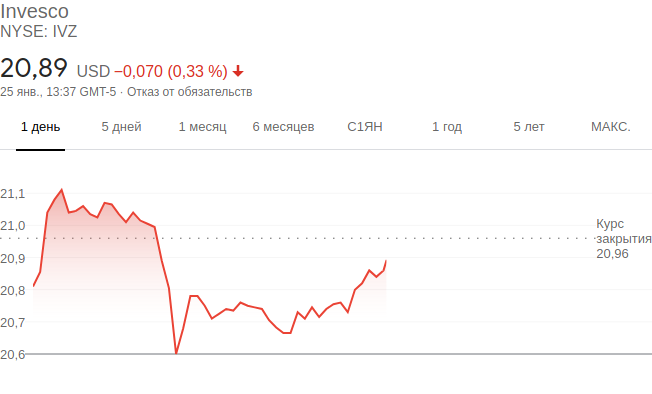 Invesco
NYSE: IVZ
20,89 USD −0,070 (0,33 %)
25 янв., 13:37 GMT-5 · Отказ от обязательств
1 день 5 дней 1 месяц 6 месяцев С1ЯН 1 год 5 лет МАКС.
21,1
21,0
20,9
20,8
20,7
20,6
Курс
закрытия
20,96